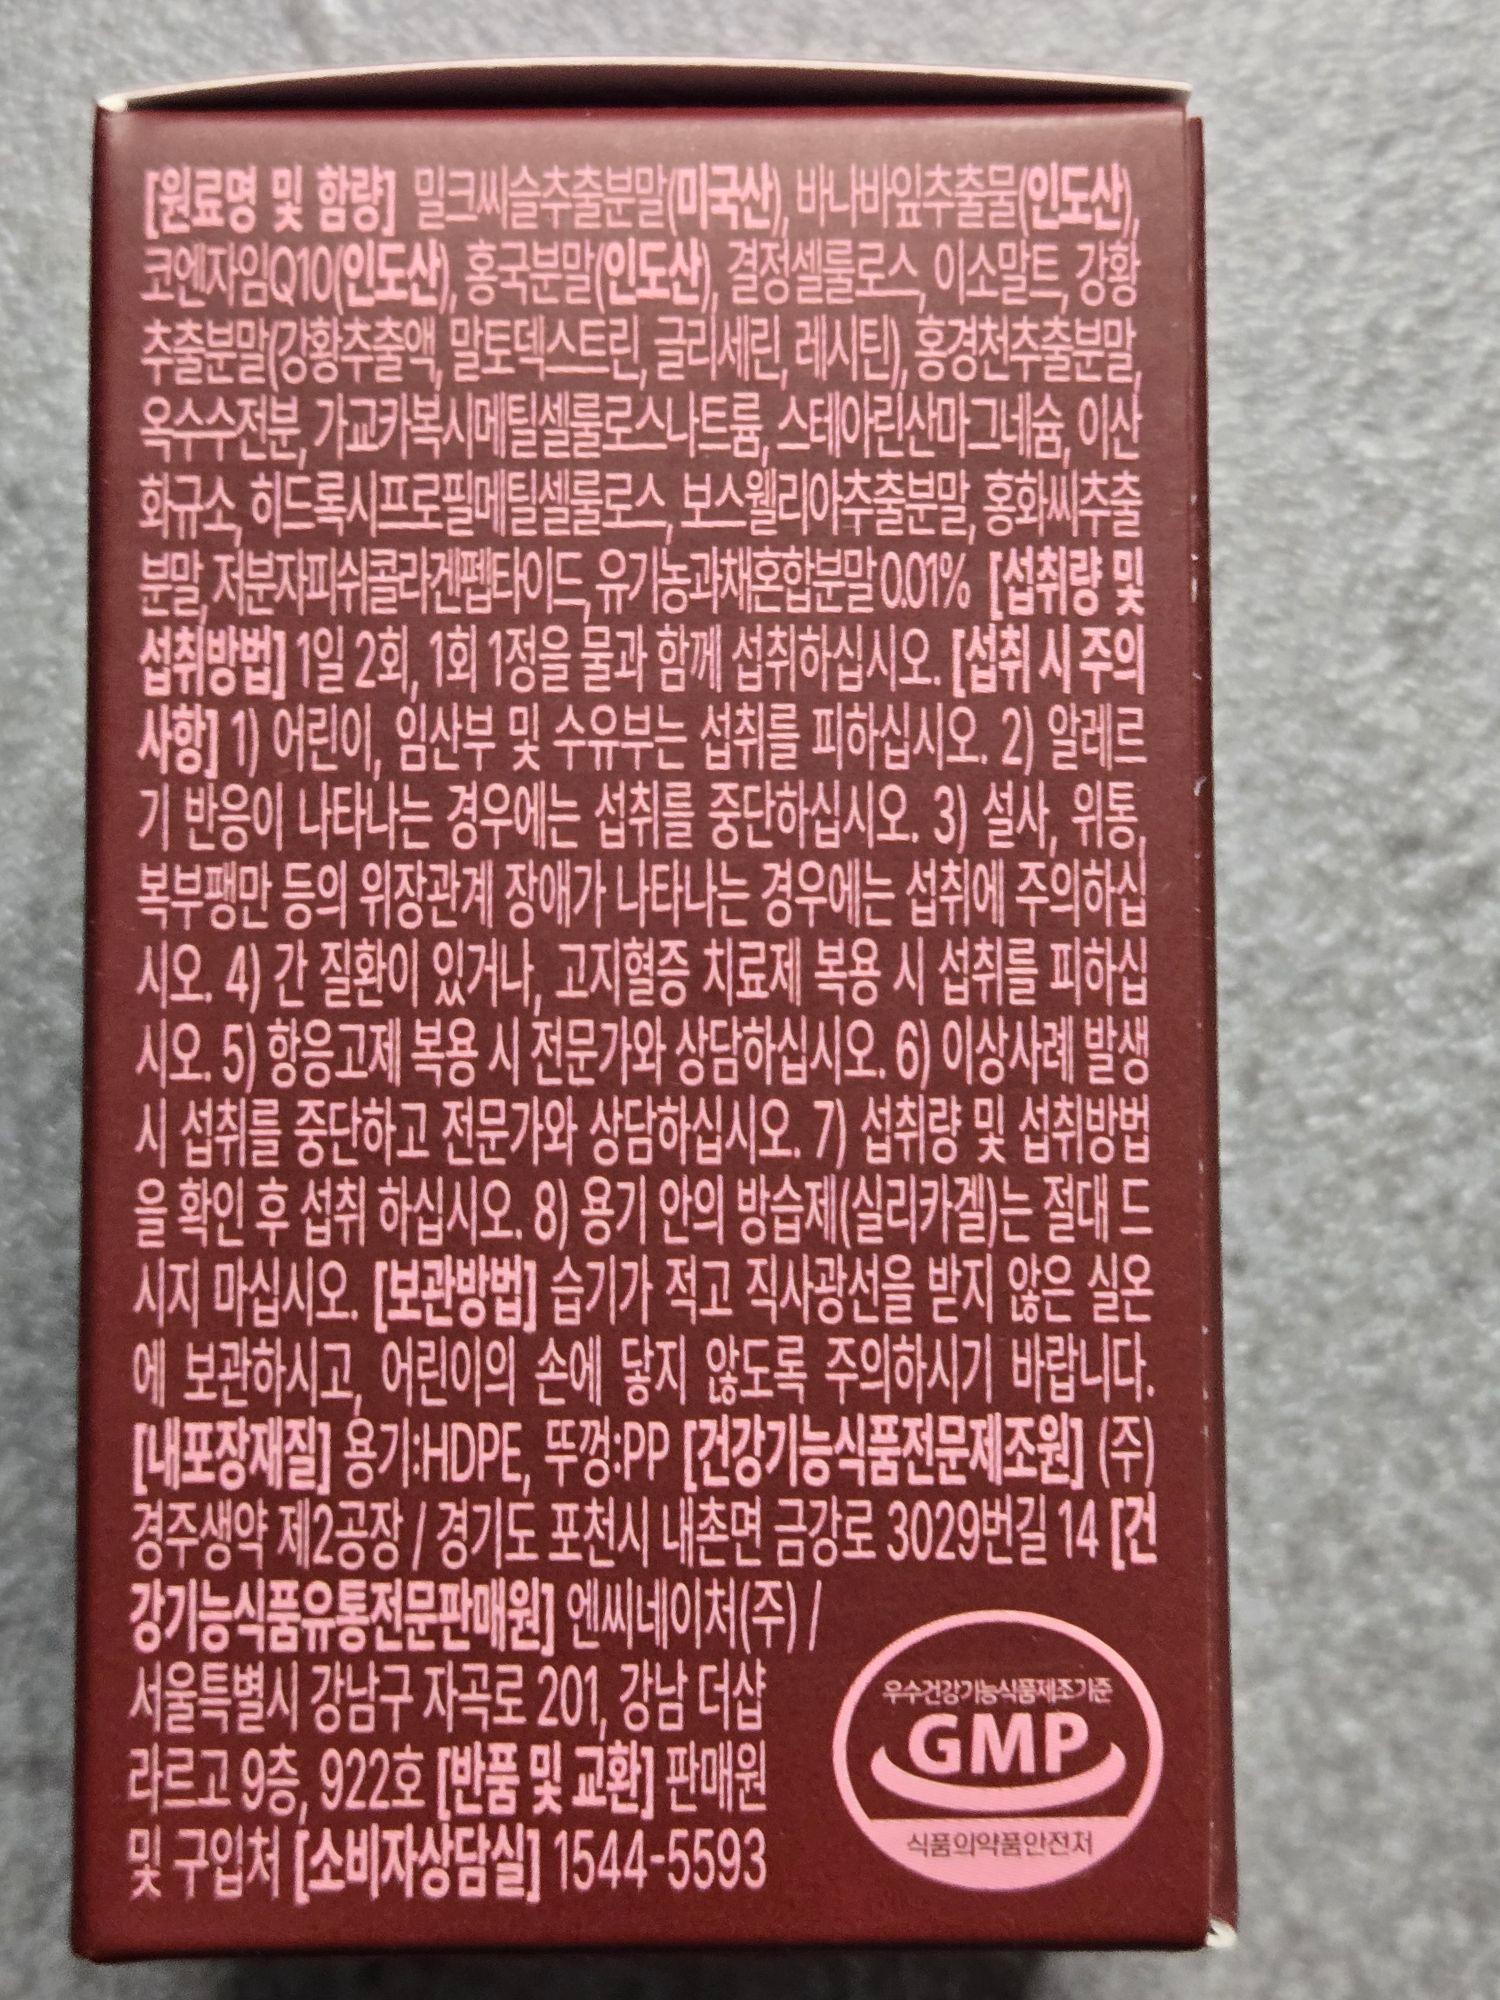 [원료명 및 함량] 밀크씨슬추출분말(미국산), 바나바잎추출물(인도산),
코엔자임Q10(인도산), 홍국분말(인도산), 결정셀룰로스, 이소말트, 강황
추출분말(강황추출액, 말토덱스트린, 글리세린, 레시틴), 홍경천추출분말,
옥수수전분, 가교카복시메틸셀룰로스나트륨, 스테아린산마그네슘, 이산
화규소, 히드록시프로필메틸셀룰로스, 보스웰리아추출분말, 홍화씨추출
분말, 저분자피쉬콜라겐펩타이드, 유기농과채혼합분말 0.01% [섭취량 및
섭취방법] 1일 2회, 1회 1정을 물과 함께 섭취하십시오. [섭취 시 주의
사항] 1) 어린이, 임산부 및 수유부는 섭취를 피하십시오. 2) 알레르
기 반응이 나타나는 경우에는 섭취를 중단하십시오. 3) 설사, 위통,
복부팽만 등의 위장관계 장애가 나타나는 경우에는 섭취에 주의하십
시오. 4) 간 질환이 있거나, 고지혈증 치료제 복용 시 섭취를 피하십
시오. 5) 항응고제 복용 시 전문가와 상담하십시오. 6) 이상사례 발생
시 섭취를 중단하고 전문가와 상담하십시오. 7) 섭취량 및 섭취방법
을 확인 후 섭취 하십시오. 8) 용기 안의 방습제(실리카겔)는 절대 드
시지 마십시오. [보관방법] 습기가 적고 직사광선을 받지 않은 실온
에 보관하시고, 어린이의 손에 닿지 않도록 주의하시기 바랍니다.
[내포장재질] 용기:HDPE, 뚜껑:PP [건강기능식품전문제조원] (주)
경주생약 제2공장 / 경기도 포천시 내촌면 금강로 3029번길 14 [건
강기능식품유통전문판매원] 엔씨네이처(주) /
서울특별시 강남구 자곡로 201, 강남 더샵
라르고 9층, 922호 [반품 및 교환] 판매원
및 구입처 [소비자상담실] 1544-5593
우수건강기능식품제조기준
GMP
식품의약품안전처